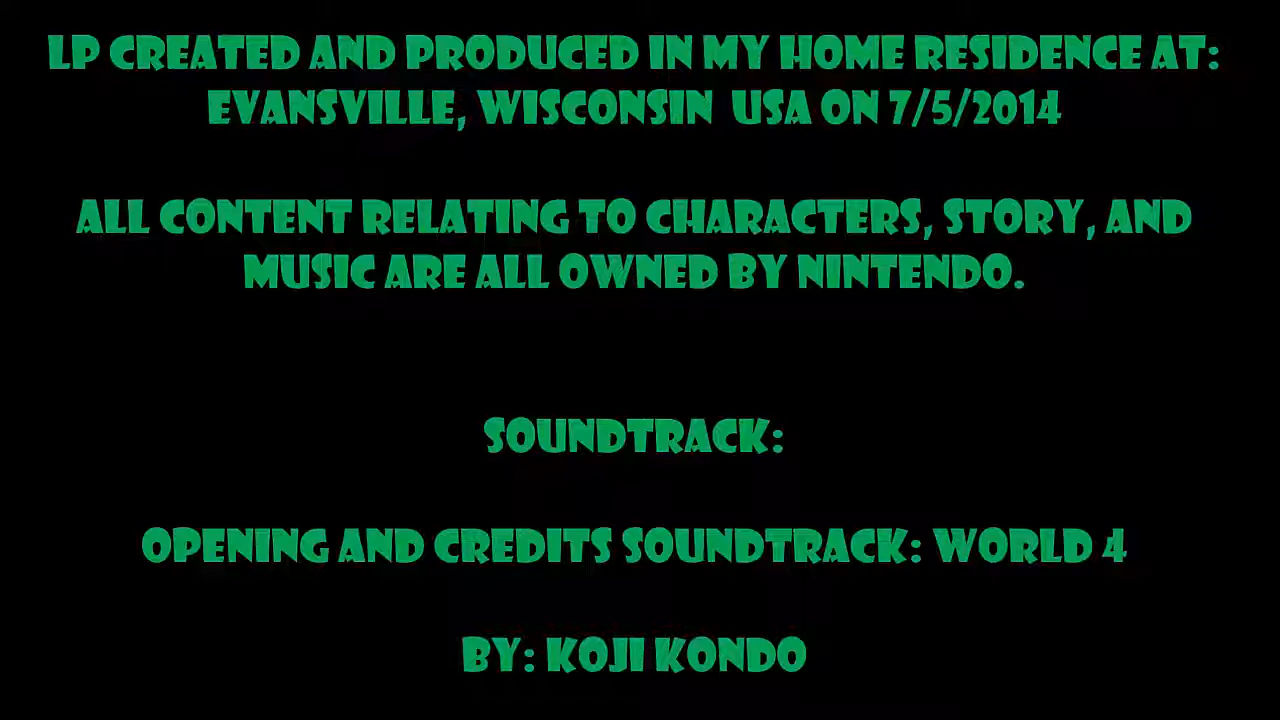 LP CREATED AND PRODUCED IN MY HOME RESIDENCE AT:
EVANSVILLE, WISCONSIN USA ON 7/5/2014
ALL CONTENT RELATING TO CHARACTERS, STORY, AND
MUSIC ARE ALL OWNED BY NINTENDO.
SOUNDTRACK:
OPENING AND CREDITS SOUNDTRACK: WORLD 4
BY: KOJI KONDO